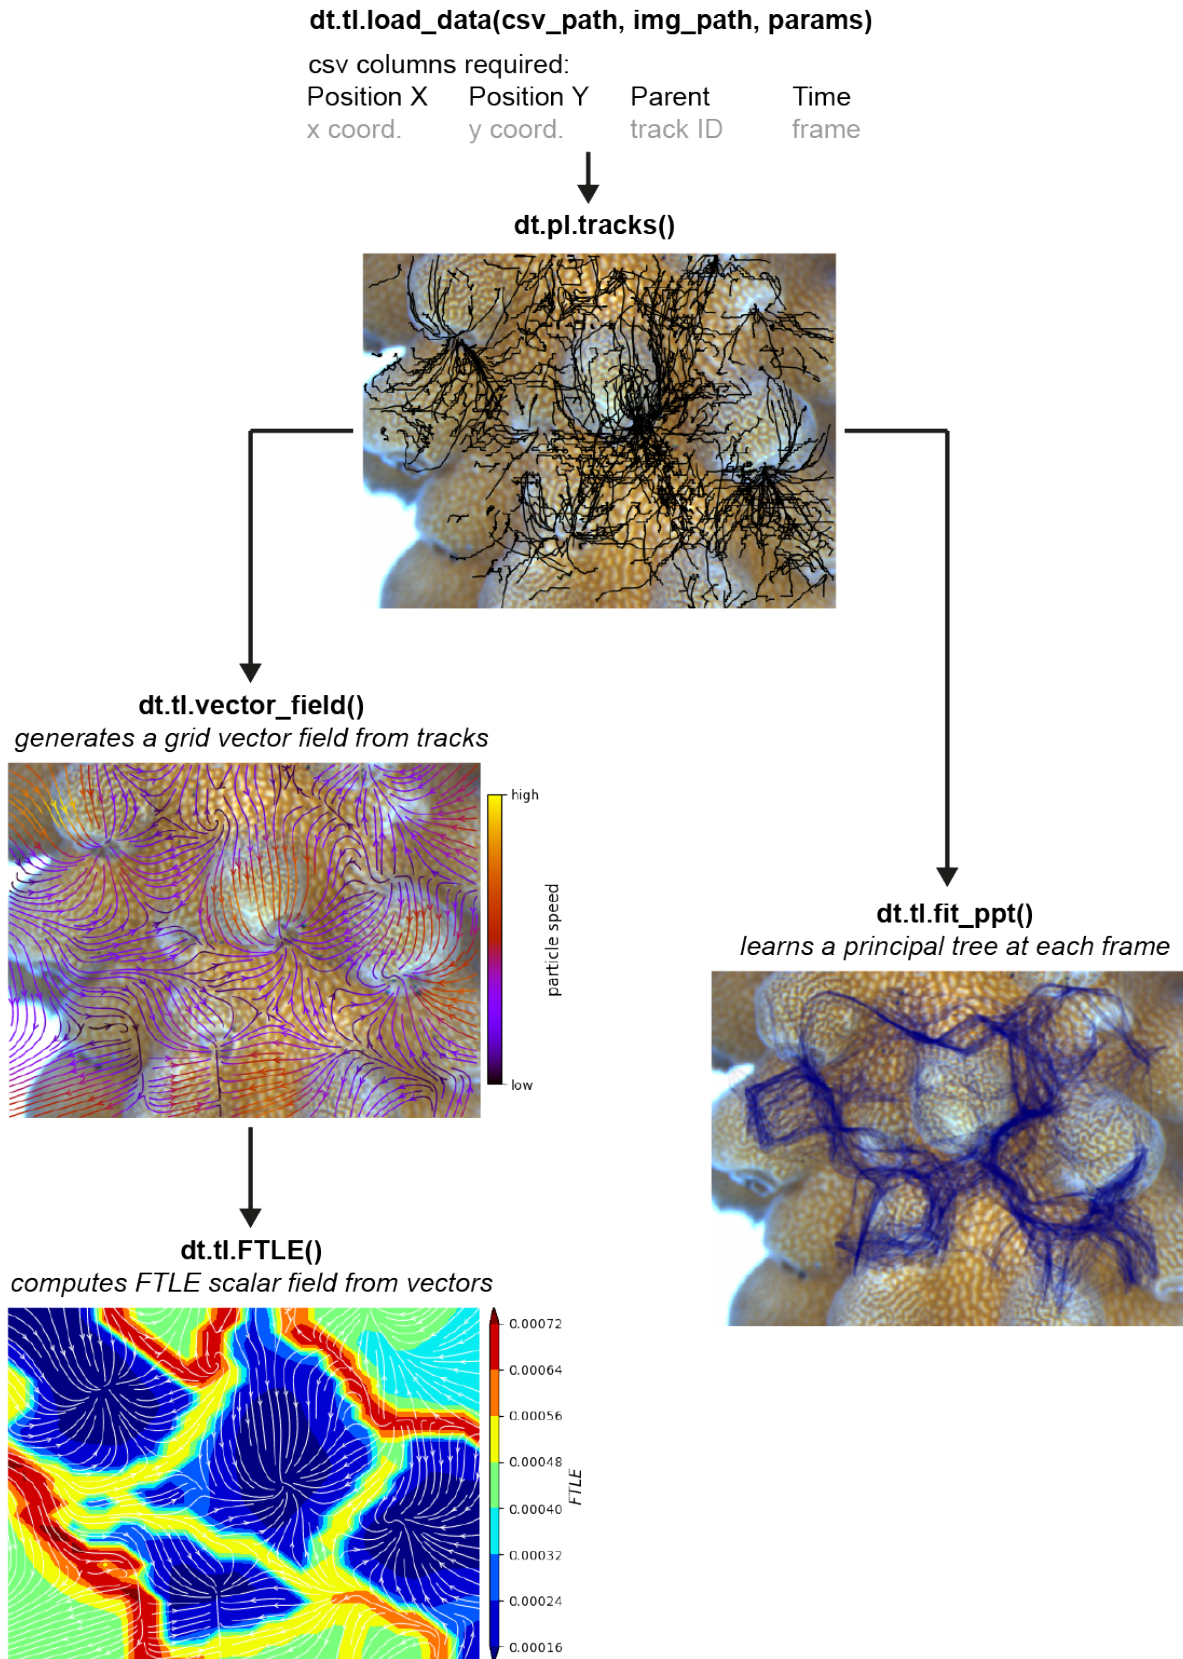 dt.tl.load_data(csv_path, img_path, params)
csv columns required:
Position X Position Y Parent Time
x coord. y coord. track ID frame
dt.pl.tracks()
dt.tl.vector_field()
generates a grid vector field from tracks
high
particle speed
low
dt.tl.fit_ppt()
learns a principal tree at each frame
dt.tl.FTLE()
computes FTLE scalar field from vectors
0.00072
0.00064
0.00056
0.00048
0.00040
0.00032
0.00024
0.00016
FTLE